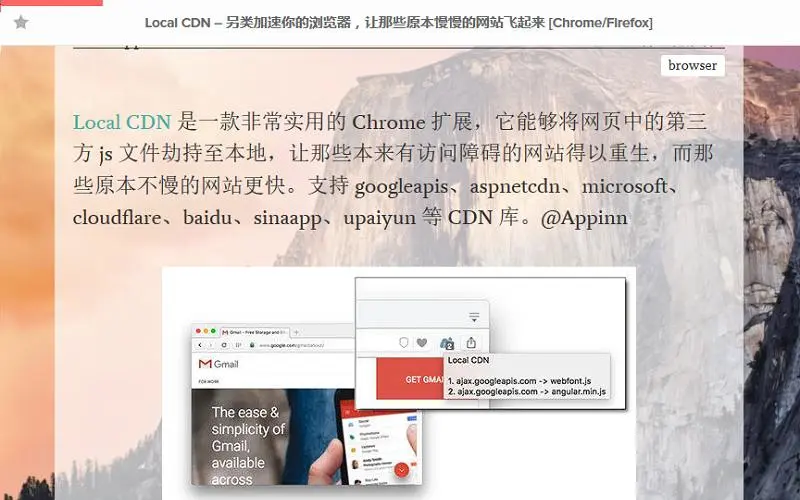 Local CDN – 另类加速你的浏览器，让那些原本慢慢的网站飞起来 [Chrome/Firefox]
browser
Local CDN 是一款非常实用的 Chrome 扩展，它能够将网页中的第三
方 js 文件劫持至本地，让那些本来有访问障碍的网站得以重生，而那
些原本不慢的网站更快。支持 googleapis、aspnetcdn、microsoft、
cloudflare、baidu、sinaapp、upaiyun 等 CDN 库。@Appinn
Gmail
FOR WORK
GET GMA
Local CDN
1. ajax.googleapis.com -> webfont.js
2. ajax.googleapis.com -> angular.min.js
The ease &
simplicity of
Gmail,
available
across